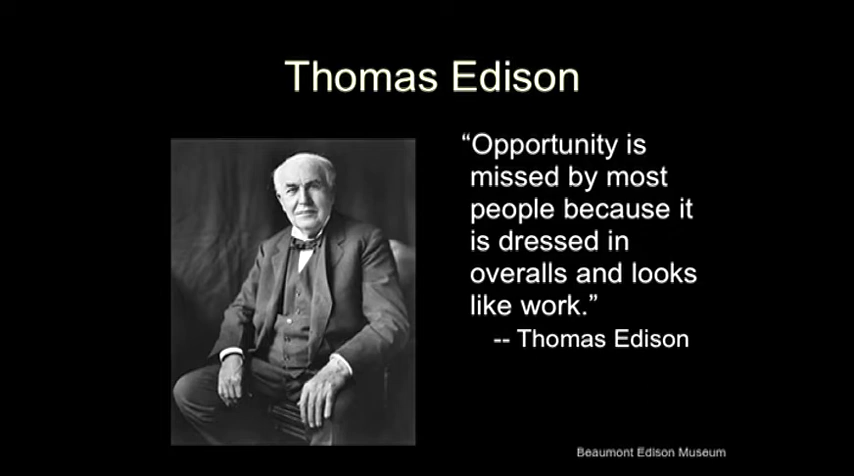 Thomas Edison
“Opportunity is
missed by most
people because it
is dressed in
overalls and looks
like work.”
-- Thomas Edison
Beaumont Edison Museum